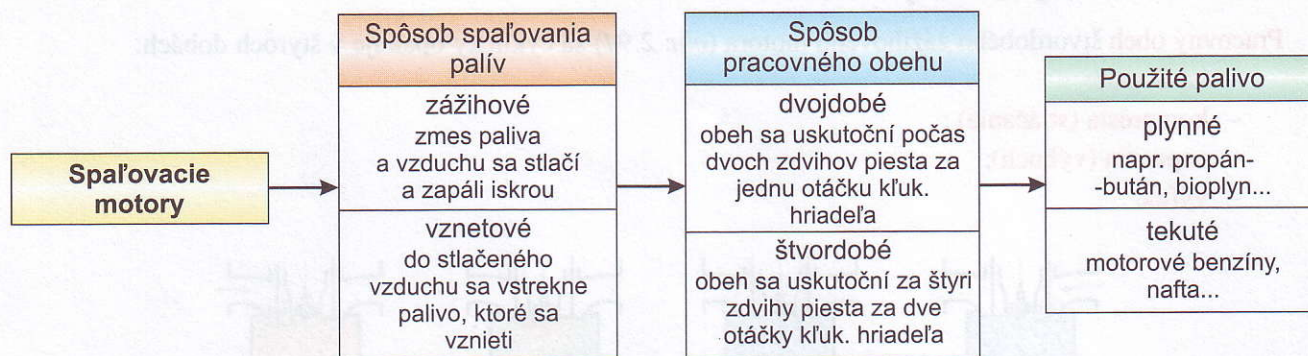 Spaľovacie
motory
Spôsob spaľovania
palív
zážihové
zmes paliva
a vzduchu sa stlačí
a zapáli iskrou
vznetové
do stlačeného
vzduchu sa vstrekne
palivo, ktoré sa
vznieti
Spôsob
pracovného obehu
dvojdobé
obeh sa uskutoční počas
dvoch zdvihov piesta za
jednu otáčku kľuk.
hriadeľa
štvordobé
obeh sa uskutoční za štyri
zdvihy piesta za dve
otáčky kľuk. hriadeľa
Použité palivo
plynné
napr. propán-
-bután, bioplyn...
tekuté
motorové benzíny,
nafta...